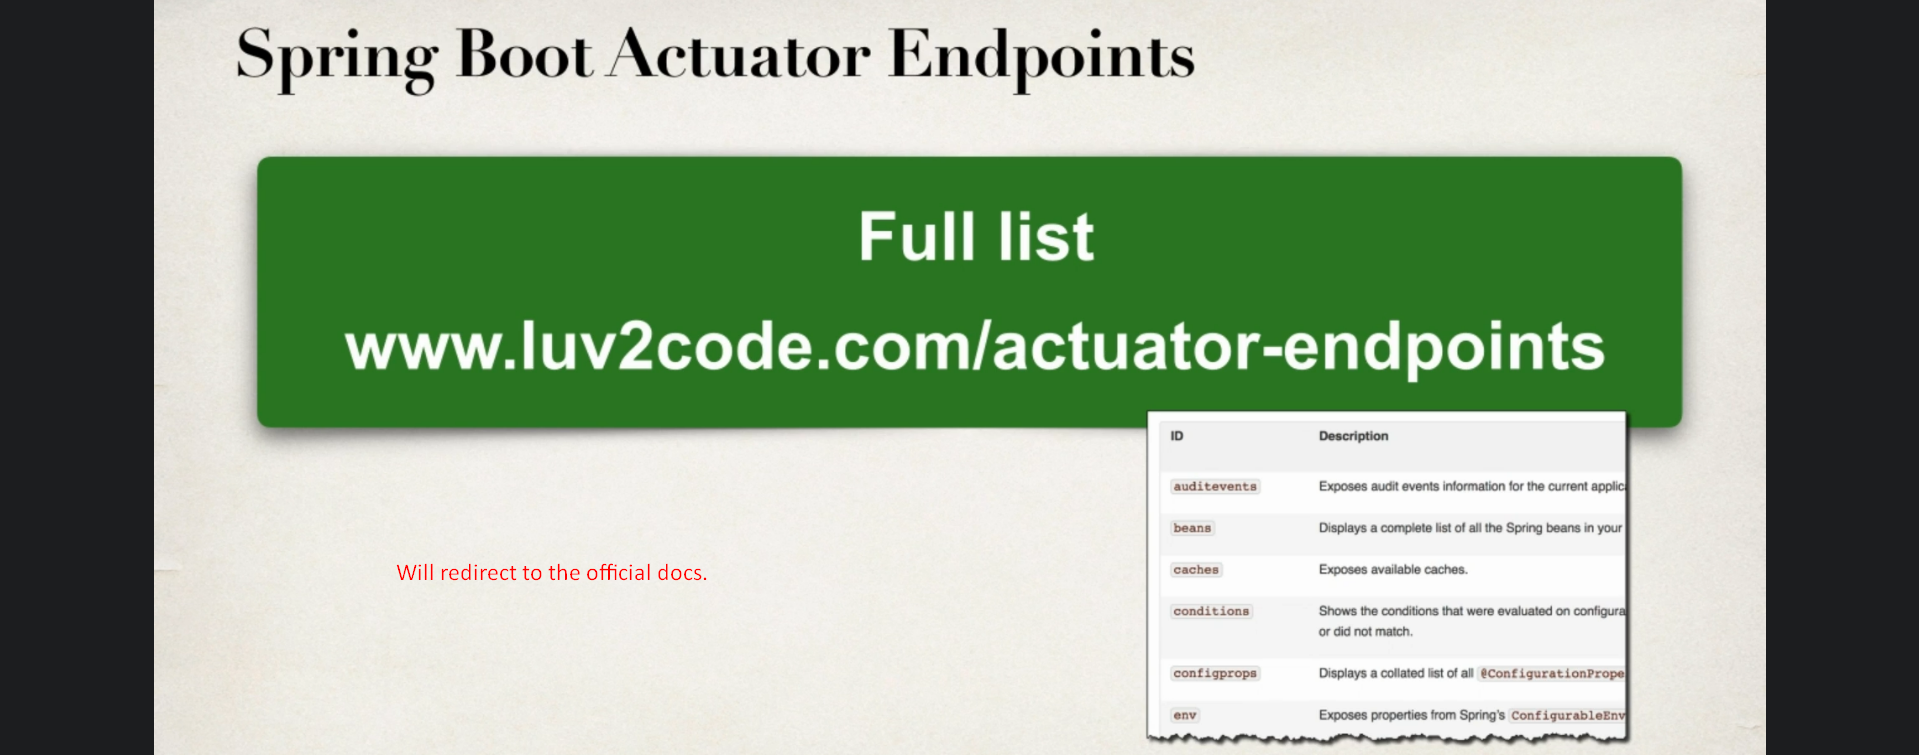 Spring Boot Actuator Endpoints
Full list
www.luv2code.com/actuator-endpoints
Will redirect to the official docs.
ID Description
auditevents Exposes audit events information for the current applic
beans Displays a complete list of all the Spring beans in your
caches Exposes available caches.
conditions Shows the conditions that were evaluated on configura
or did not match.
configprops Displays a collated list of all @ConfigurationPrope
env Exposes properties from Spring's ConfigurableEnv